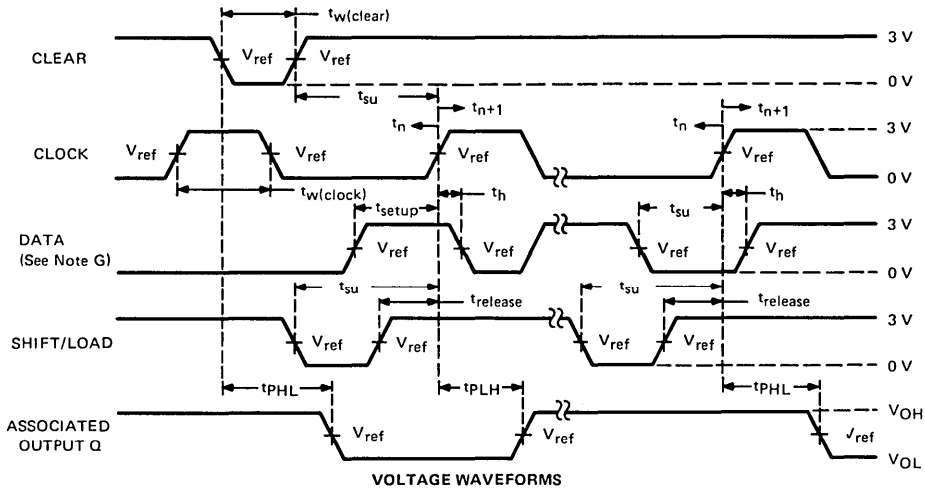 tw(clear)
CLEAR Vref Vref 3 V
0 V
tsu tn tn+1 tn tn+1
CLOCK Vref Vref Vref Vref 3 V
0 V
tw(clock) tsetup th tsu th
DATA Vref Vref Vref Vref 3 V
(See Note G) 0 V
tsu trelease tsu trelease
SHIFT/LOAD Vref Vref Vref Vref 3 V
0 V
tPHL tPLH tPHL
ASSOCIATED Vref Vref Vref VOH
OUTPUT Q VOL
VOLTAGE WAVEFORMS